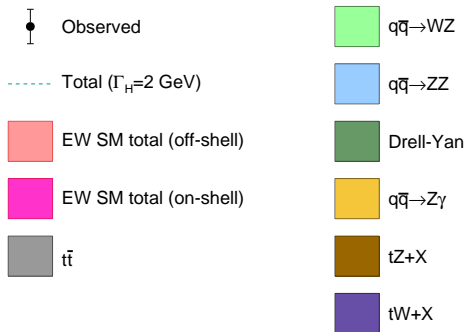 Observed
Total (Γ_H=2 GeV)
EW SM total (off-shell)
EW SM total (on-shell)
tt̄
qq̄→WZ
qq̄→ZZ
Drell-Yan
qq̄→Zγ
tZ+X
tW+X